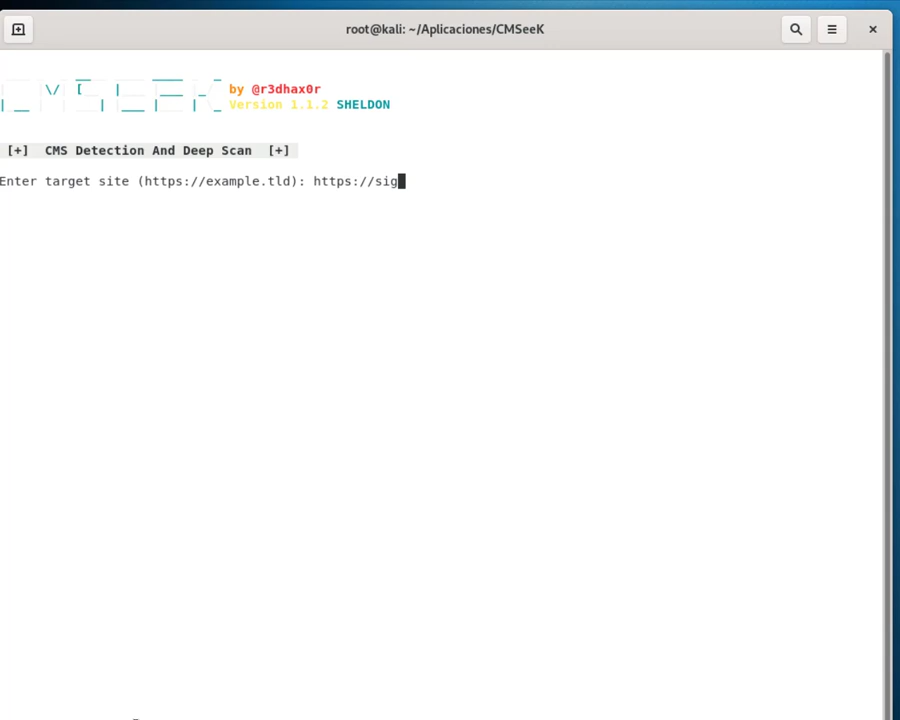 root@kali: ~/Aplicaciones/CMSeeK
by @r3dhax0r
Version 1.1.2 SHELDON
[+] CMS Detection And Deep Scan [+]
Enter target site (https://example.tld): https://sig